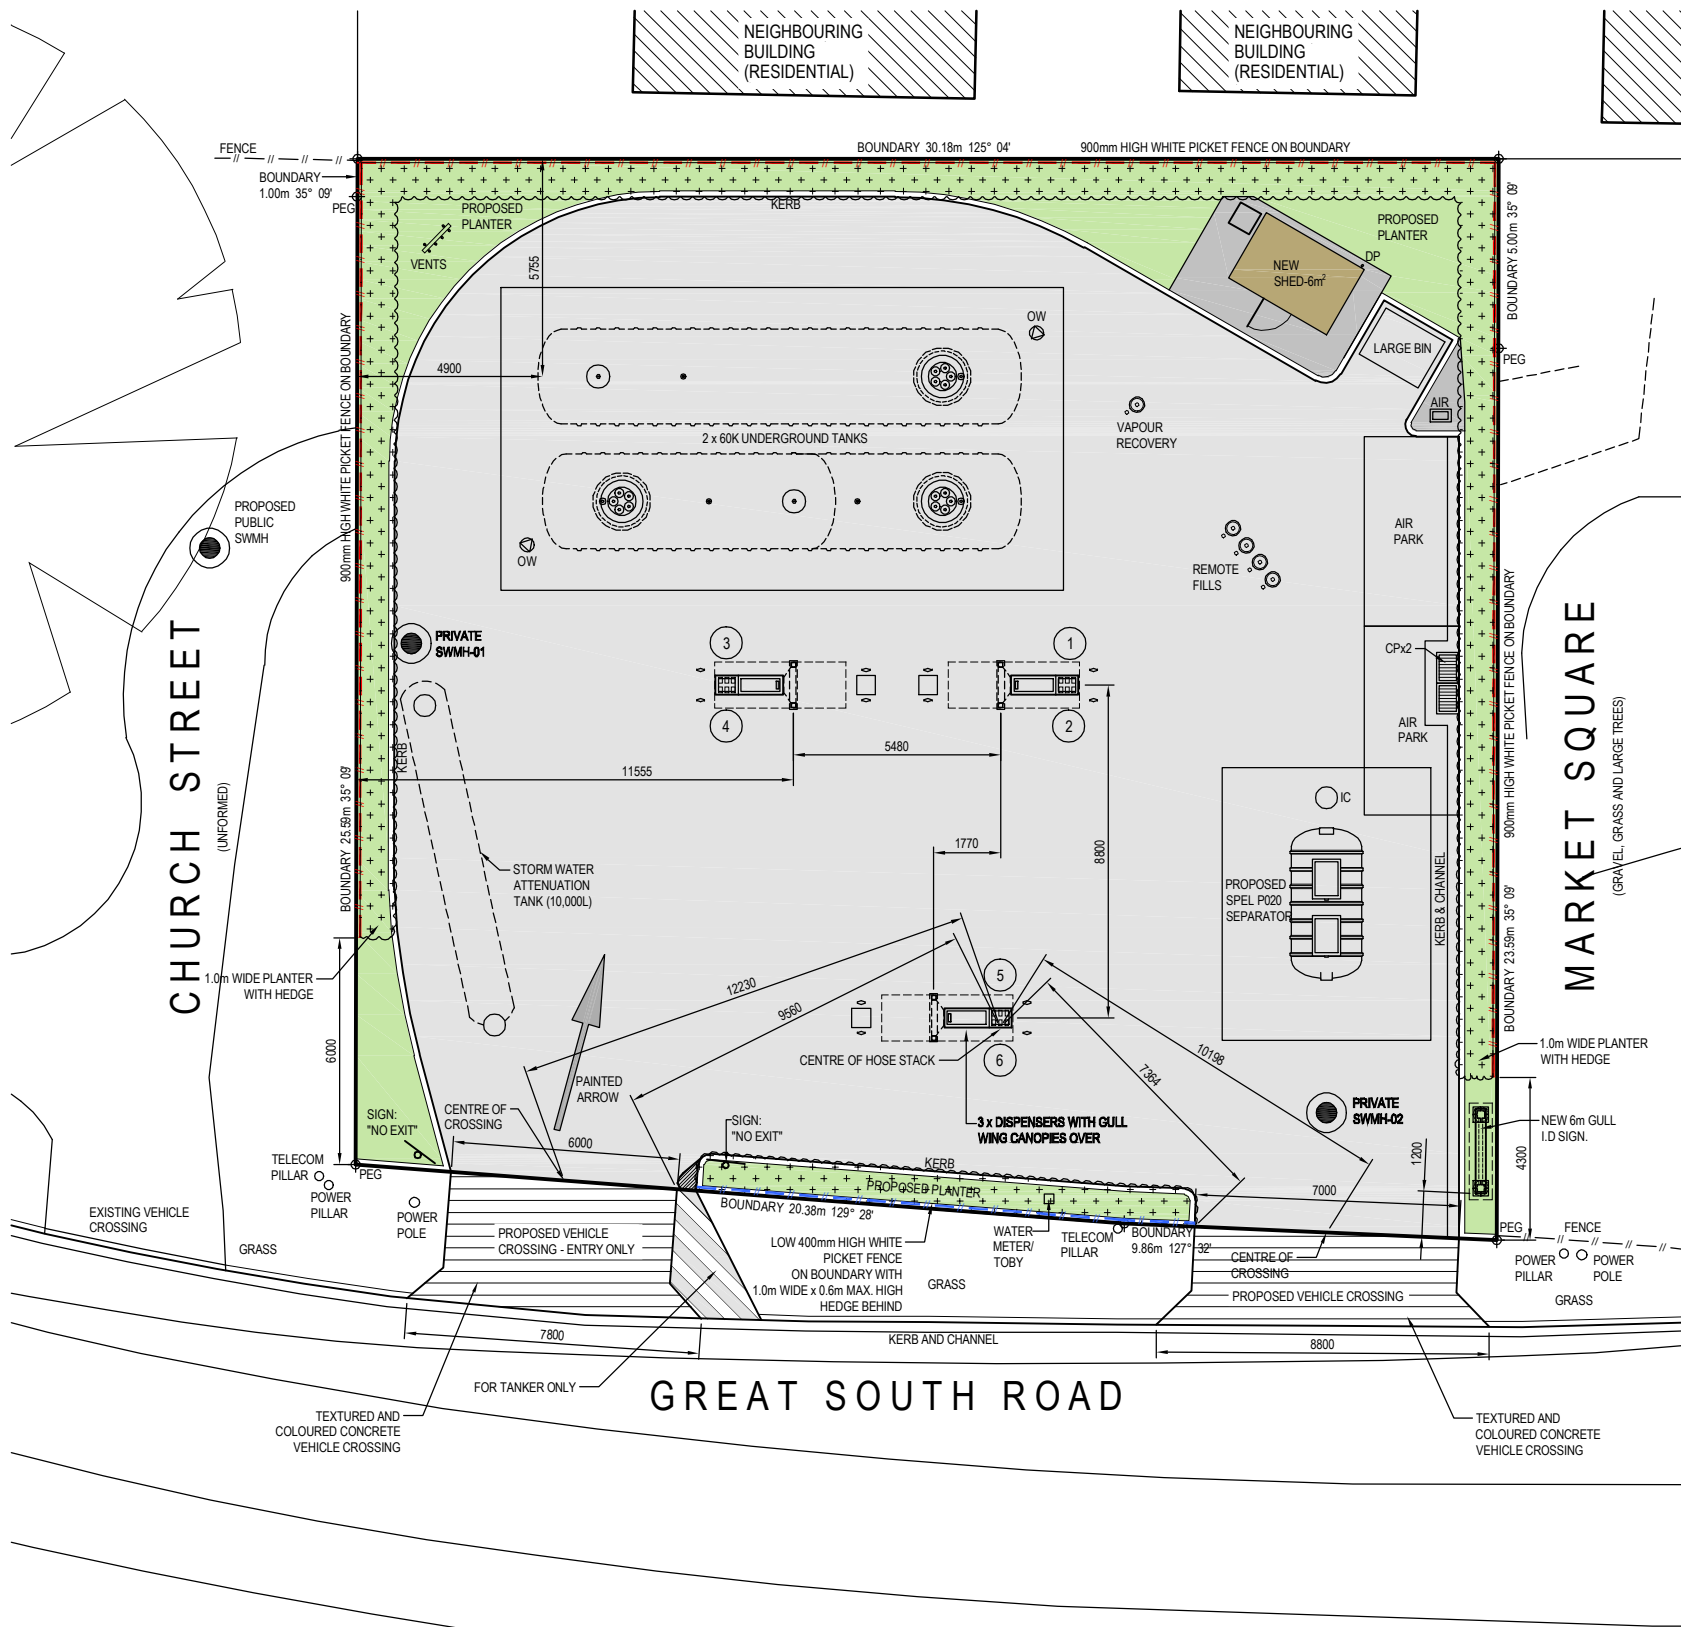 NEIGHBOURING
BUILDING
(RESIDENTIAL)
NEIGHBOURING
BUILDING
(RESIDENTIAL)
FENCE
BOUNDARY 30.18m 125° 04'
900mm HIGH WHITE PICKET FENCE ON BOUNDARY
BOUNDARY
1.00m 35° 09'
PEG
PROPOSED
PLANTER
KERB
VENTS
5755
4900
NEW
SHED-6m²
DP
PROPOSED
PLANTER
BOUNDARY 5.00m 35° 09'
PEG
LARGE BIN
AIR
OW
VAPOUR
RECOVERY
2 x 60K UNDERGROUND TANKS
OW
REMOTE
FILLS
AIR
PARK
900mm HIGH WHITE PICKET FENCE ON BOUNDARY
PROPOSED
PUBLIC
SWMH
CHURCH STREET
(UNFORMED)
PRIVATE
SWMH-01
3
4
1
2
CPx2
AIR
PARK
900mm HIGH WHITE PICKET FENCE ON BOUNDARY
MARKET SQUARE
(GRAVEL, GRASS AND LARGE TREES)
5480
11555
KERB
BOUNDARY 25.59m 35° 09'
1770
8800
IC
STORM WATER
ATTENUATION
TANK (10,000L)
PROPOSED
SPEL P020
SEPARATOR
KERB & CHANNEL
BOUNDARY 23.59m 35° 09'
1.0m WIDE PLANTER
WITH HEDGE
6000
12230
9560
5
6
10198
7364
CENTRE OF HOSE STACK
1.0m WIDE PLANTER
WITH HEDGE
PAINTED
ARROW
SIGN:
"NO EXIT"
CENTRE OF
CROSSING
6000
SIGN:
"NO EXIT"
3 x DISPENSERS WITH GULL
WING CANOPIES OVER
PRIVATE
SWMH-02
NEW 6m GULL
I.D SIGN.
1200
4300
KERB
PROPOSED PLANTER
7000
TELECOM
PILLAR
PEG
POWER
PILLAR
POWER
POLE
BOUNDARY 20.38m 129° 28'
EXISTING VEHICLE
CROSSING
GRASS
PROPOSED VEHICLE
CROSSING - ENTRY ONLY
LOW 400mm HIGH WHITE
PICKET FENCE
ON BOUNDARY WITH
1.0m WIDE x 0.6m MAX. HIGH
HEDGE BEHIND
GRASS
WATER
METER/
TOBY
TELECOM
PILLAR
BOUNDARY
9.86m 127° 32'
CENTRE OF
CROSSING
PROPOSED VEHICLE CROSSING
PEG
FENCE
POWER
PILLAR
POWER
POLE
GRASS
7800
KERB AND CHANNEL
8800
FOR TANKER ONLY
GREAT SOUTH ROAD
TEXTURED AND
COLOURED CONCRETE
VEHICLE CROSSING
TEXTURED AND
COLOURED CONCRETE
VEHICLE CROSSING